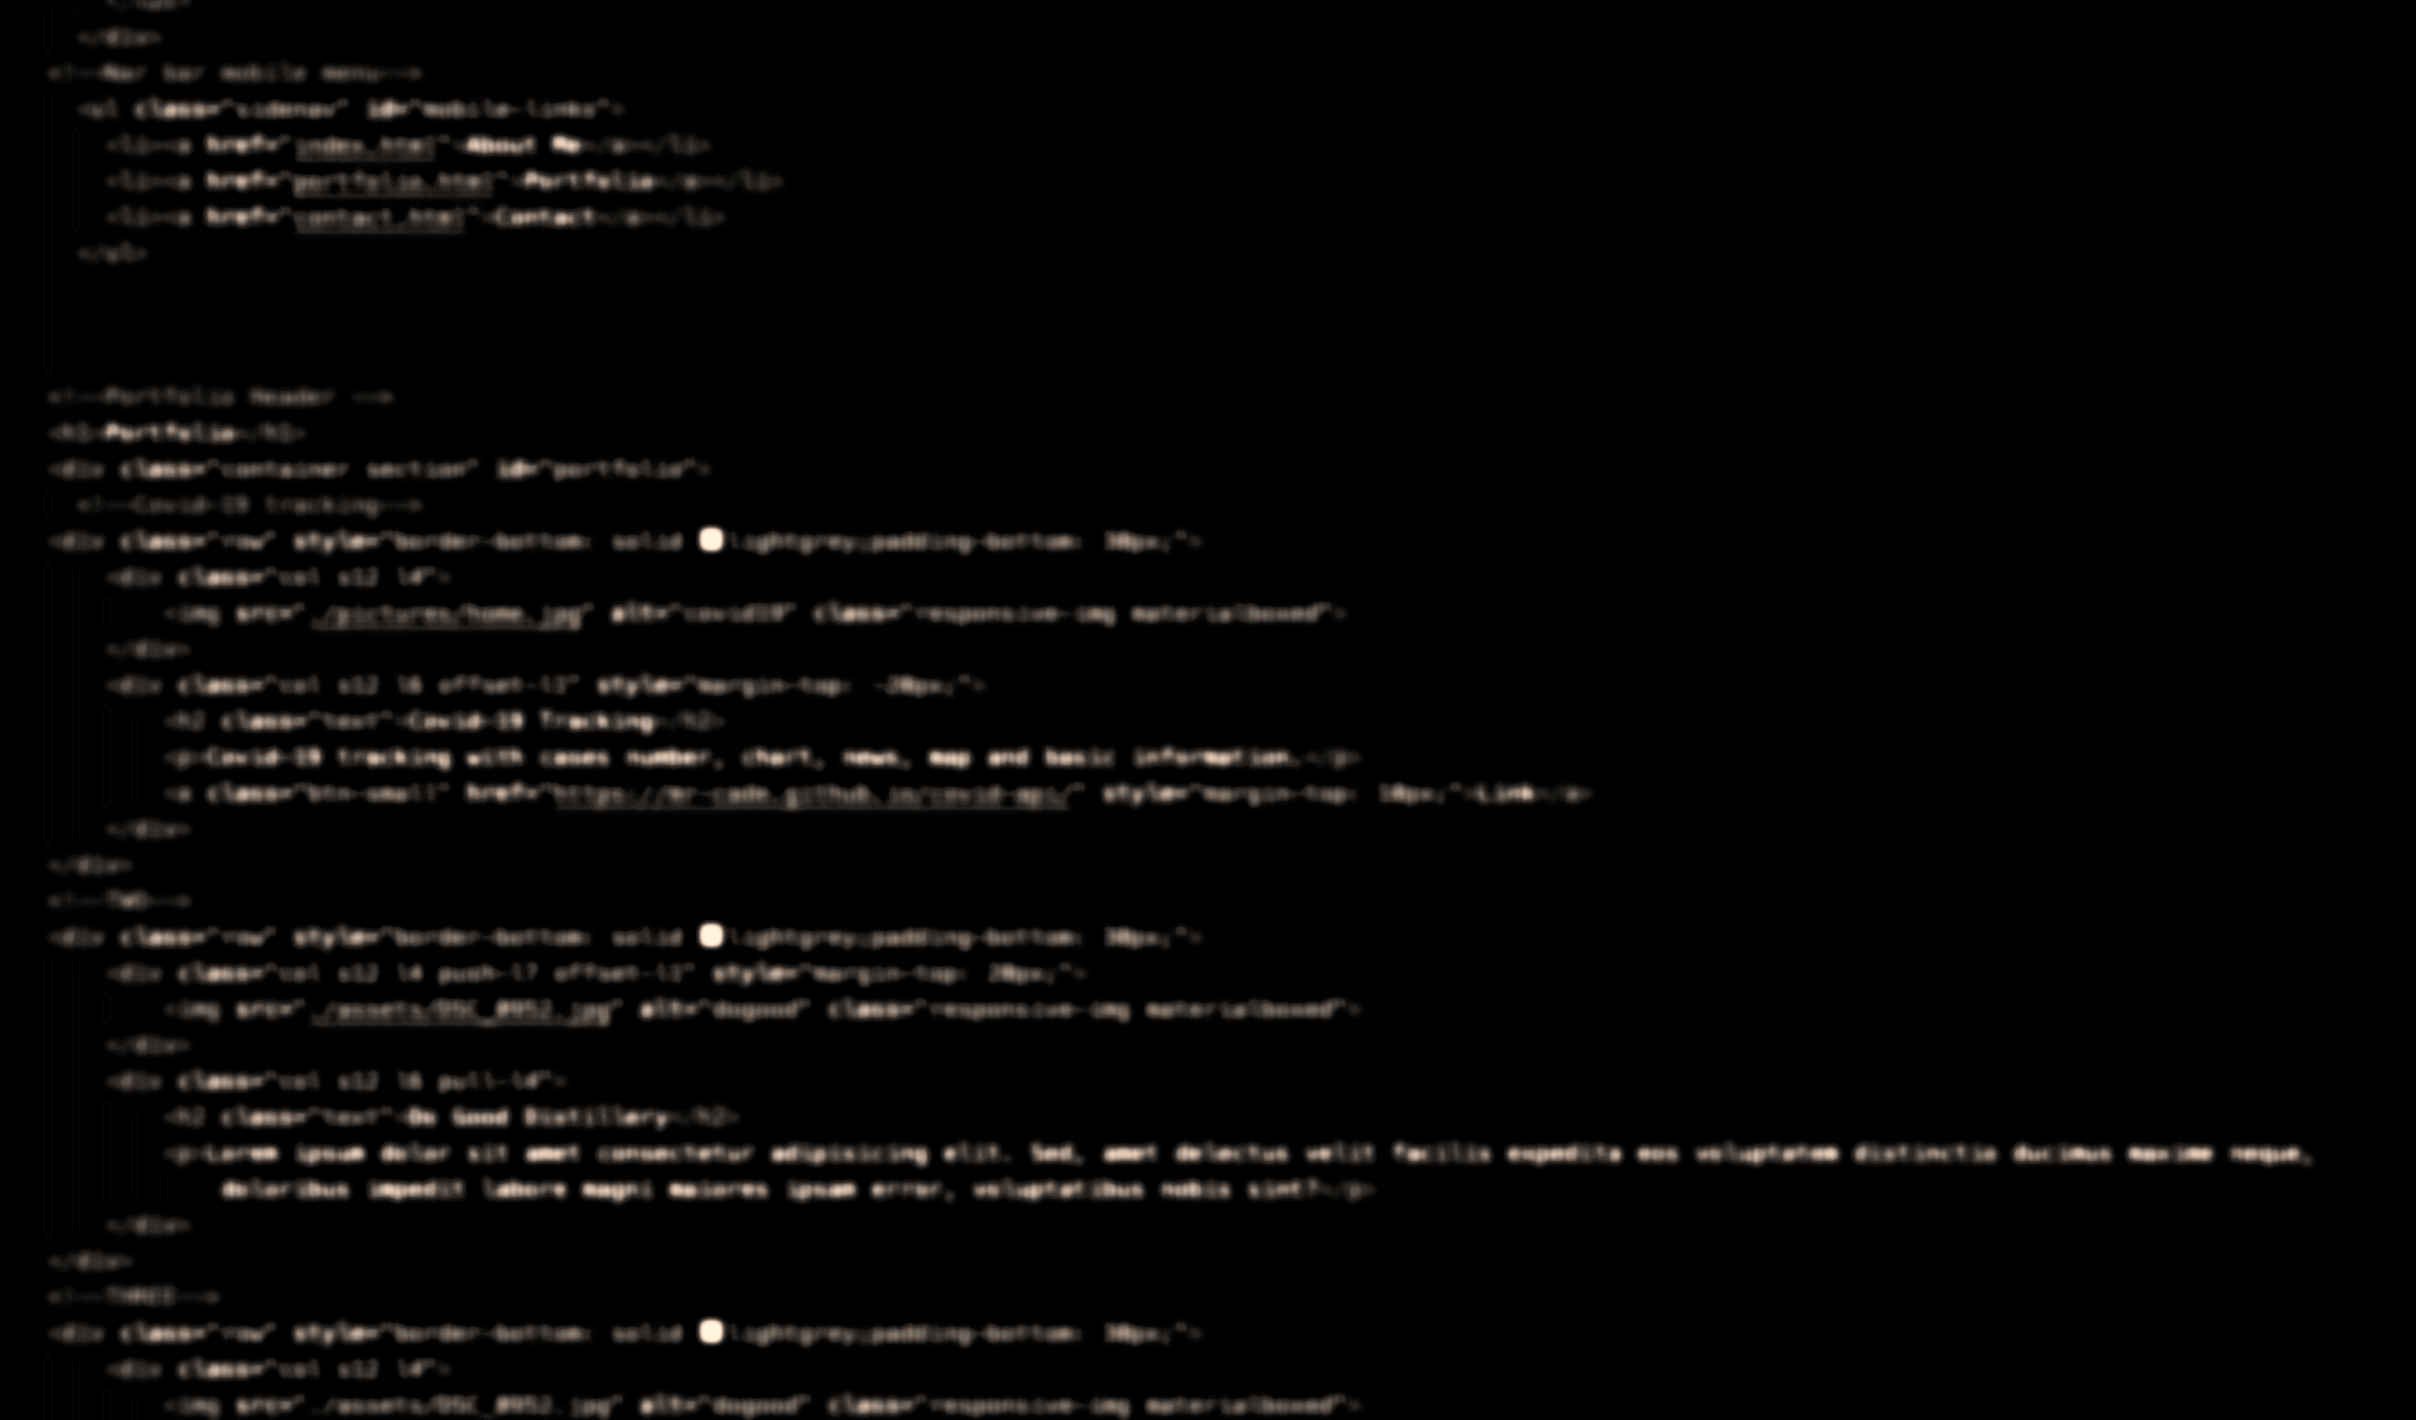 </div>
<!--Nav bar mobile menu-->
<ul class="sidenav" id="mobile-links">
<li><a href="index.html">About Me</a></li>
<li><a href="portfolio.html">Portfolio</a></li>
<li><a href="contact.html">Contact</a></li>
</ul>
<!--Portfolio Header -->
<h1>Portfolio</h1>
<div class="container section" id="portfolio">
<!--Covid-19 tracking-->
<div class="row" style="border-bottom: solid lightgrey;padding-bottom: 30px;">
<div class="col s12 l4">
<img src="./pictures/home.jpg" alt="covid19" class="responsive-img materialboxed">
</div>
<div class="col s12 l6 offset-l1" style="margin-top: -20px;">
<h2 class="text">Covid-19 Tracking</h2>
<p>Covid-19 tracking with cases number, chart, news, map and basic information.</p>
<a class="btn-small" href="https://mr-cade.github.io/covid-api/" style="margin-top: 10px;">Link</a>
</div>
</div>
<!--TWO-->
<div class="row" style="border-bottom: solid lightgrey;padding-bottom: 30px;">
<div class="col s12 l4 push-l7 offset-l1" style="margin-top: 20px;">
<img src="./assets/DSC_0952.jpg" alt="dogood" class="responsive-img materialboxed">
</div>
<div class="col s12 l6 pull-l4">
<h2 class="text">Do Good Distillery</h2>
<p>Lorem ipsum dolor sit amet consectetur adipisicing elit. Sed, amet delectus velit facilis expedita eos voluptatem distinctio ducimus maxime neque,
doloribus impedit labore magni maiores ipsam error, voluptatibus nobis sint?</p>
</div>
</div>
<!--THREE-->
<div class="row" style="border-bottom: solid lightgrey;padding-bottom: 30px;">
<div class="col s12 l4">
<img src="./assets/DSC_0952.jpg" alt="dogood" class="responsive-img materialboxed">